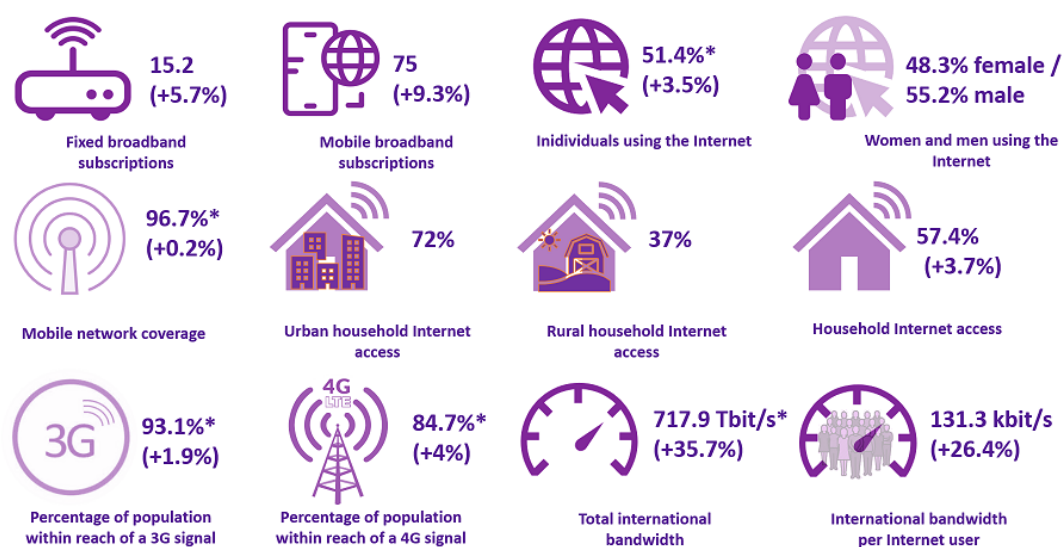 15.2
(+5.7%)
Fixed broadband
subscriptions
75
(+9.3%)
Mobile broadband
subscriptions
51.4%*
(+3.5%)
Inidividuals using the Internet
48.3% female /
55.2% male
Women and men using the
Internet
96.7%*
(+0.2%)
Mobile network coverage
72%
Urban household Internet
access
37%
Rural household Internet
access
57.4%
(+3.7%)
Household Internet access
3G
93.1%*
(+1.9%)
Percentage of population
within reach of a 3G signal
4G
LTE
84.7%*
(+4%)
Percentage of population
within reach of a 4G signal
717.9 Tbit/s*
(+35.7%)
Total international
bandwidth
131.3 kbit/s
(+26.4%)
International bandwidth
per Internet user